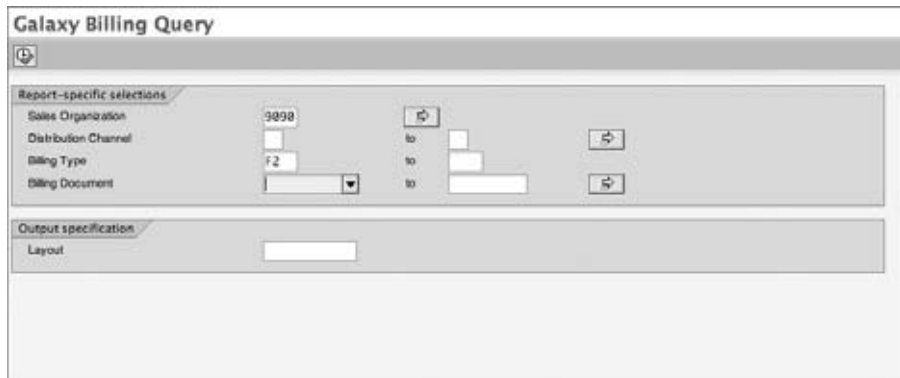 Galaxy Billing Query
Report-specific selections
Sales Organization 9090
Distribution Channel to
Billing Type F2 to
Billing Document to
Output specification
Layout